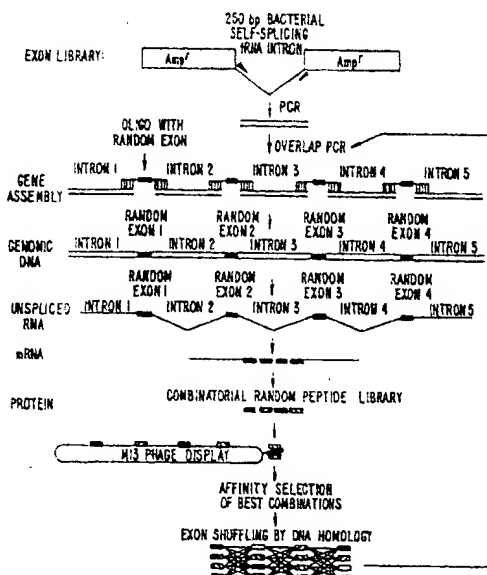 250 bp BACTERIAL
SELF-SPLICING
tRNA INTRON
EXON LIBRARY:
Ampr
Ampr
PCR
OLIGO WITH
RANDOM EXON
OVERLAP PCR
INTRON 1 INTRON 2 INTRON 3 INTRON 4 INTRON 5
GENE
ASSEMBLY
RANDOM EXON 1 RANDOM EXON 2 RANDOM EXON 3 RANDOM EXON 4
GENOMIC
DNA
INTRON 1 INTRON 2 INTRON 3 INTRON 4 INTRON 5
RANDOM EXON 1 RANDOM EXON 2 RANDOM EXON 3 RANDOM EXON 4
UNSPLICED
RNA
INTRON 1 INTRON 2 INTRON 3 INTRON 4 INTRON 5
mRNA
PROTEIN
COMBINATORIAL RANDOM PEPTIDE LIBRARY
M13 PHAGE DISPLAY
AFFINITY SELECTION
OF BEST COMBINATIONS
EXON SHUFFLING BY DNA HOMOLOGY